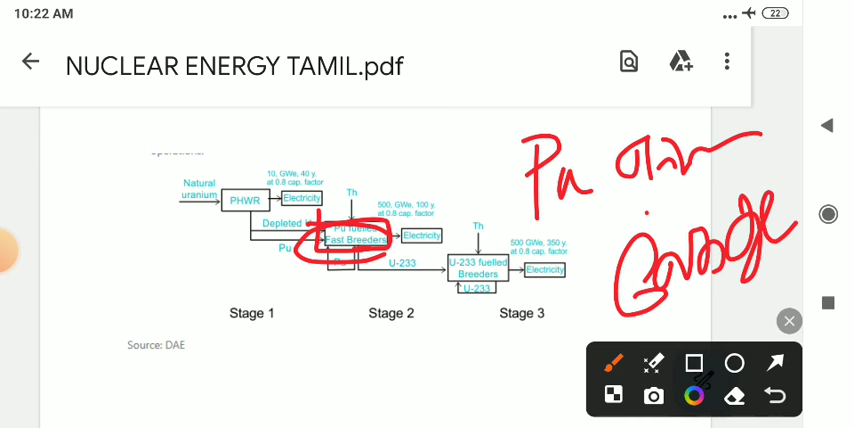 10:22 AM
22
NUCLEAR ENERGY TAMIL.pdf
Natural
uranium
PHWR
10, GWe, 40 y.
at 0.8 cap. factor
Electricity
Th
500, GWe, 100 y.
at 0.8 cap. factor
Depleted U
Pu
Pu fuelled
Fast Breeders
Electricity
Pu
U-233
Th
500 GWe, 350 y.
at 0.8 cap. factor
U-233 fuelled
Breeders
Electricity
U-233
Stage 1
Stage 2
Stage 3
Source: DAE
Pu